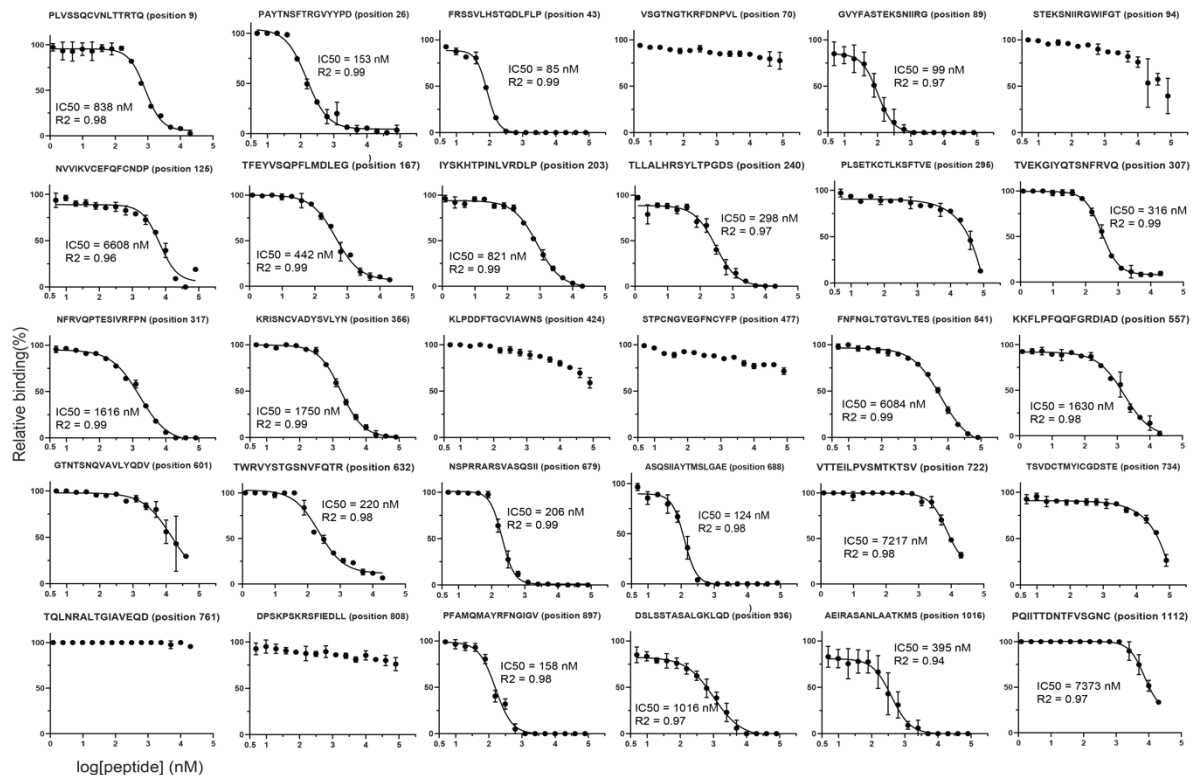 PLVSSQCVNLTTRTQ (position 9)
PAYTNSFTRGVYYPD (position 26)
FRSSVLHSTQDLFLP (position 43)
VSGTNGTKRFDNPVL (position 70)
GVYFASTEKSNIIRG (position 89)
STEKSNIIRGWIFGT (position 94)
IC50 = 838 nM
R2 = 0.98
IC50 = 153 nM
R2 = 0.99
IC50 = 85 nM
R2 = 0.99
IC50 = 99 nM
R2 = 0.97
NVVIKVCEFQFCNDP (position 125)
TFEYVSQPFLMDLEG (position 167)
IYSKHTPINLVRDLP (position 203)
TLLALHRSYLTPGDS (position 240)
PLSETKCTLKSFTVE (position 295)
TVEKGIYQTSNFRVQ (position 307)
IC50 = 6608 nM
R2 = 0.96
IC50 = 442 nM
R2 = 0.99
IC50 = 821 nM
R2 = 0.99
IC50 = 298 nM
R2 = 0.97
IC50 = 316 nM
R2 = 0.99
Relative binding(%)
NFRVQPTESIVRFPN (position 317)
KRISNCVADYSVLYN (position 356)
KLPDDFTGCVIAWNS (position 424)
STPCNGVEGFNCYFP (position 477)
FNFNGLTGTGVLTES (position 541)
KKFLPFQQFGRDIAD (position 557)
IC50 = 1616 nM
R2 = 0.99
IC50 = 1750 nM
R2 = 0.99
IC50 = 6084 nM
R2 = 0.99
IC50 = 1630 nM
R2 = 0.98
GTNTSNQVAVLYQDV (position 601)
TWRVYSTGSNVFQTR (position 632)
NSPRRARSVASQSII (position 679)
ASQSIIAYTMSLGAE (position 688)
VTTEILPVSMTKTSV (position 722)
TSVDCTMYICGDSTE (position 734)
IC50 = 220 nM
R2 = 0.98
IC50 = 206 nM
R2 = 0.99
IC50 = 124 nM
R2 = 0.98
IC50 = 7217 nM
R2 = 0.98
TQLNRALTGIAVEQD (position 761)
DPSKPSKRSFIEDLL (position 808)
PFAMQMAYRFNGIGV (position 897)
DSLSSTASALGKLQD (position 936)
AEIRASANLAATKMS (position 1016)
PQIITTDNTFVSGNC (position 1112)
IC50 = 158 nM
R2 = 0.98
IC50 = 1016 nM
R2 = 0.97
IC50 = 395 nM
R2 = 0.94
IC50 = 7373 nM
R2 = 0.97
log[peptide] (nM)